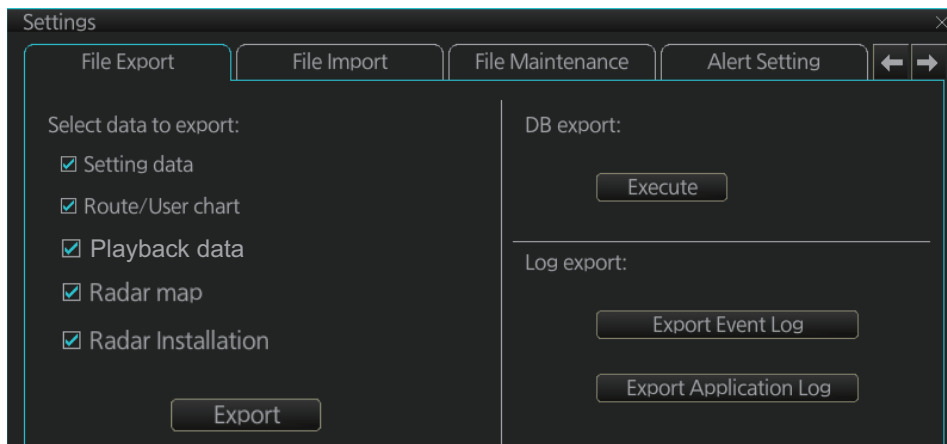 Settings
File Export
File Import
File Maintenance
Alert Setting
Select data to export:
Setting data
Route/User chart
Playback data
Radar map
Radar Installation
Export
DB export:
Execute
Log export:
Export Event Log
Export Application Log